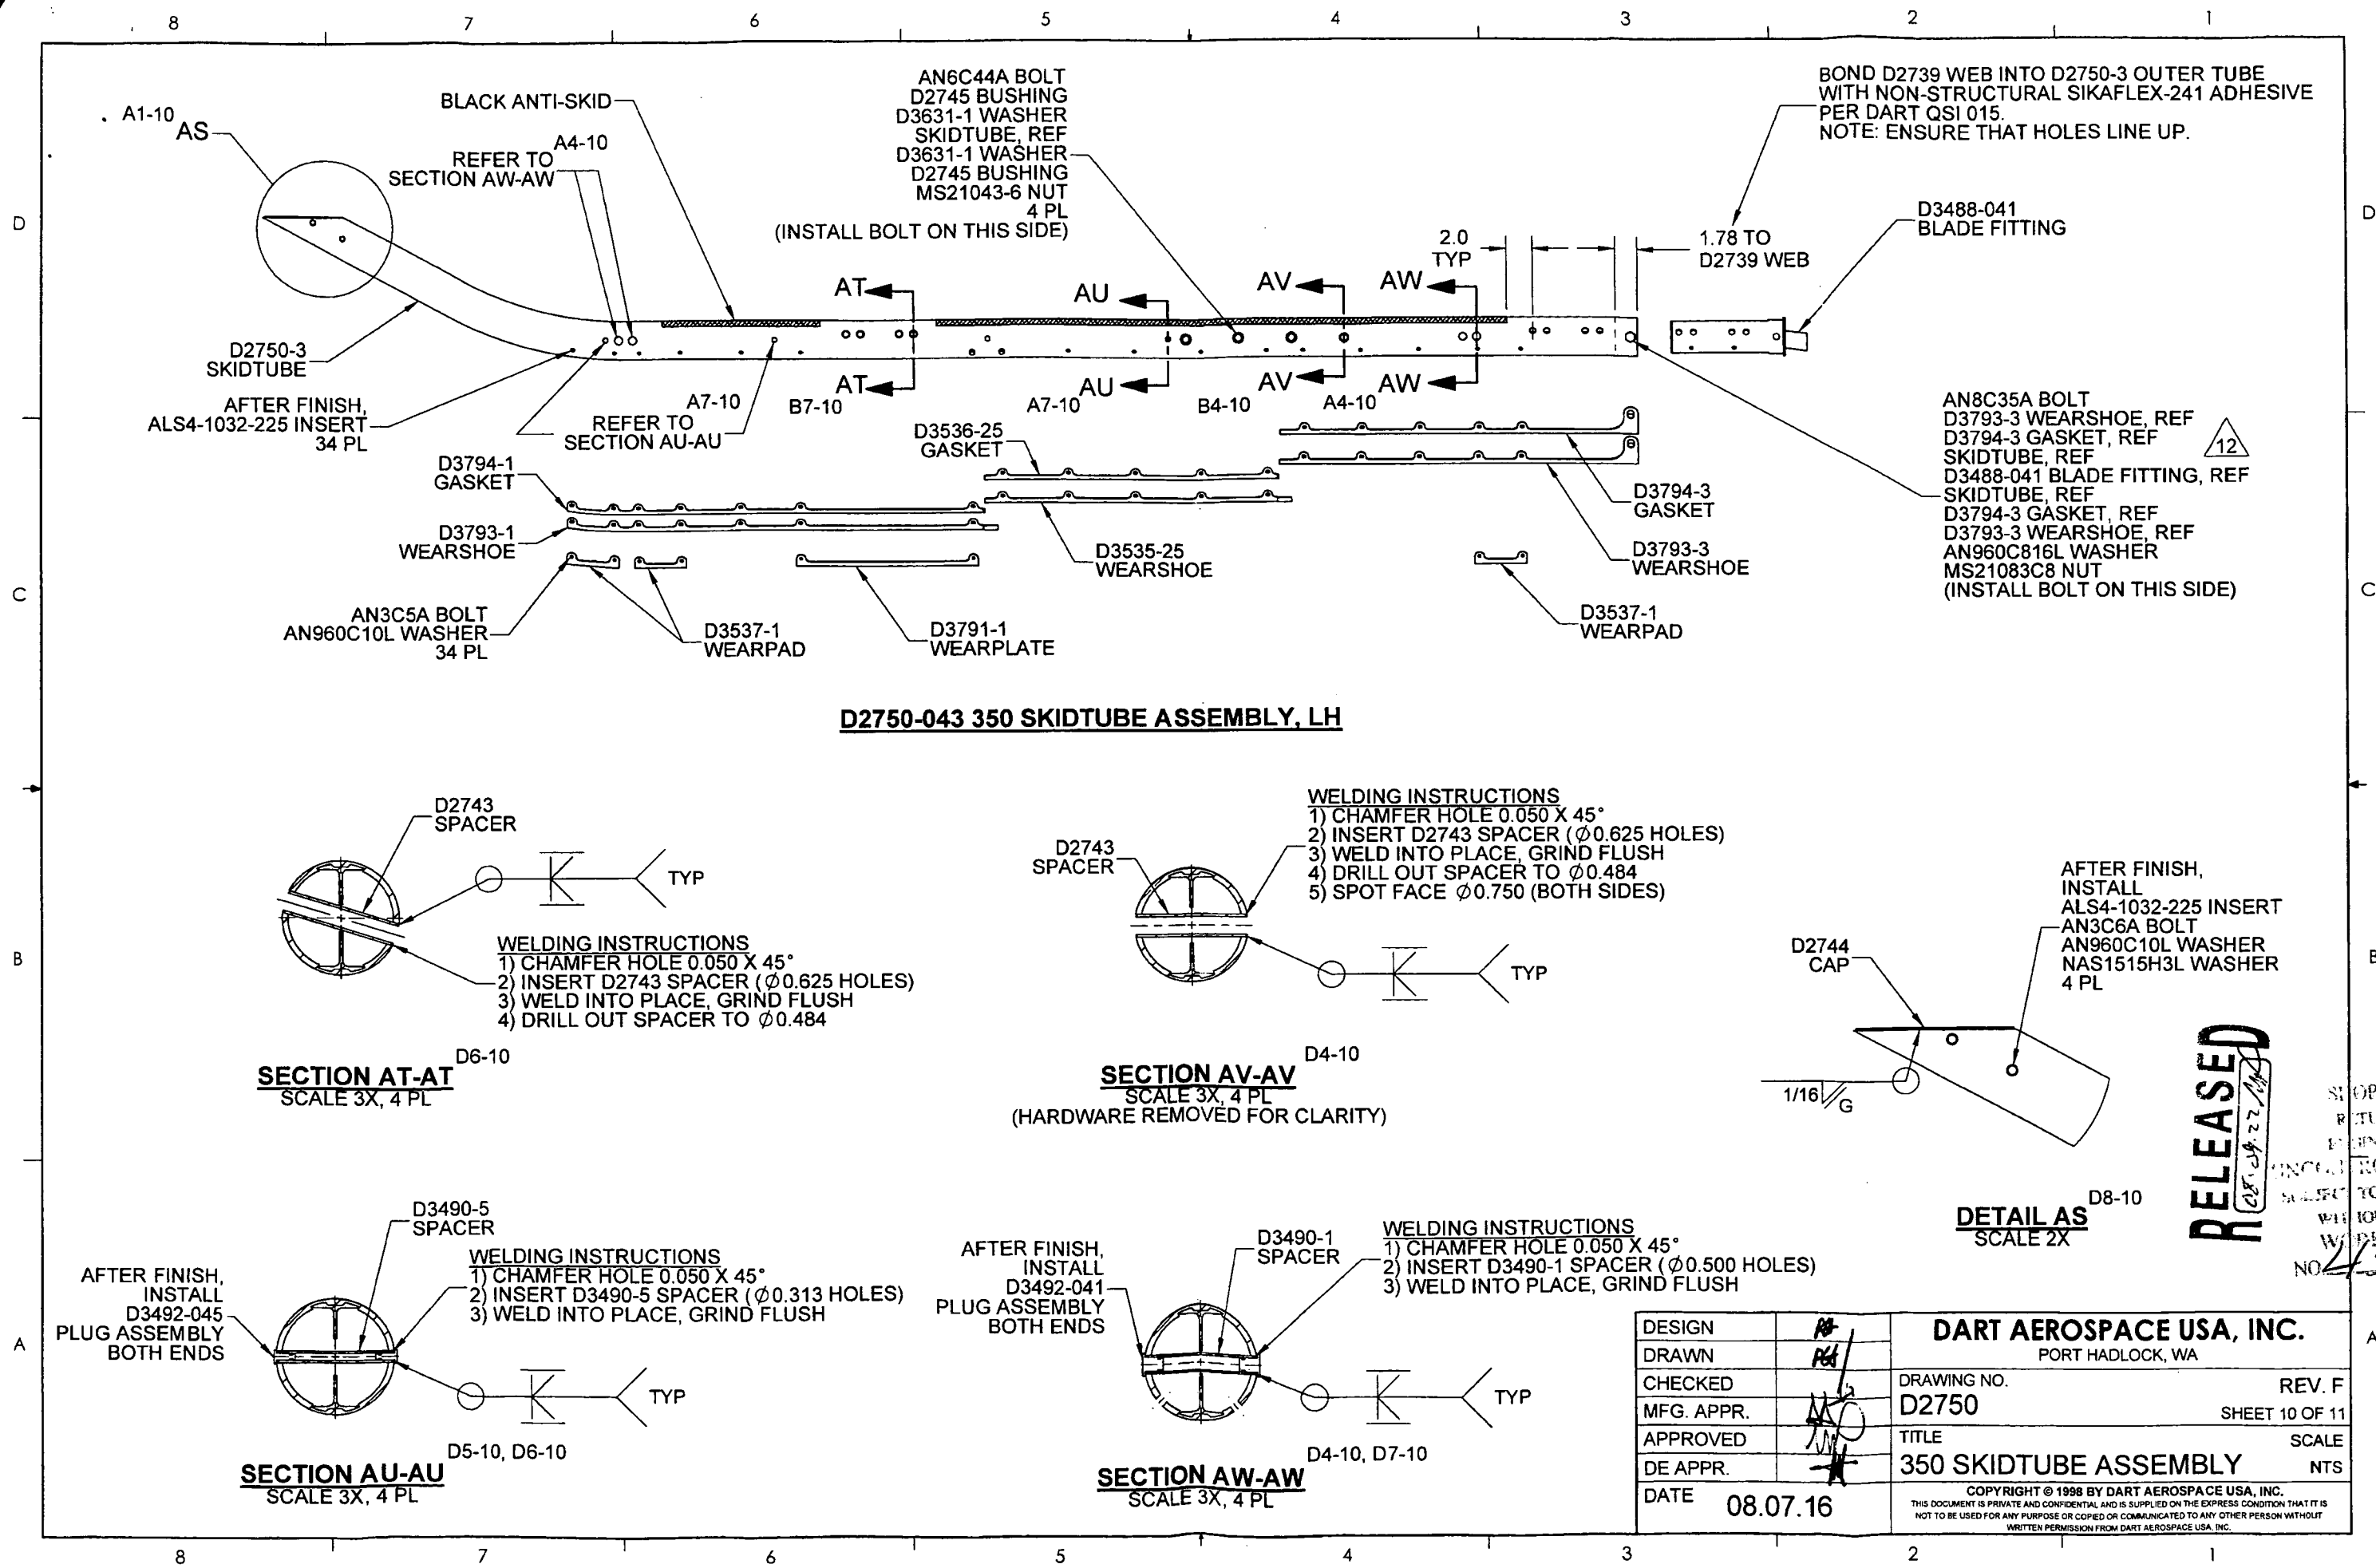 8 7 6 5 4 3 2 1
A1-10
AS
BLACK ANTI-SKID
A4-10
REFER TO
SECTION AW-AW
AN6C44A BOLT
D2745 BUSHING
D3631-1 WASHER
SKIDTUBE, REF
D3631-1 WASHER
D2745 BUSHING
MS21043-6 NUT
4 PL
(INSTALL BOLT ON THIS SIDE)
BOND D2739 WEB INTO D2750-3 OUTER TUBE
WITH NON-STRUCTURAL SIKAFLEX-241 ADHESIVE
PER DART QSI 015.
NOTE: ENSURE THAT HOLES LINE UP.
D3488-041
BLADE FITTING
D
D
2.0
TYP
1.78 TO
D2739 WEB
AT
AU
AV
AW
D2750-3
SKIDTUBE
AT
AU
AV
AW
AFTER FINISH,
ALS4-1032-225 INSERT
34 PL
REFER TO
SECTION AU-AU
A7-10
B7-10
A7-10
B4-10
A4-10
AN8C35A BOLT
D3793-3 WEARSHOE, REF
D3794-3 GASKET, REF
SKIDTUBE, REF
D3488-041 BLADE FITTING, REF
SKIDTUBE, REF
D3794-3 GASKET, REF
D3793-3 WEARSHOE, REF
AN960C816L WASHER
MS21083C8 NUT
(INSTALL BOLT ON THIS SIDE)
12
D3794-1
GASKET
D3536-25
GASKET
D3794-3
GASKET
D3793-1
WEARSHOE
D3535-25
WEARSHOE
D3793-3
WEARSHOE
C
C
AN3C5A BOLT
AN960C10L WASHER
34 PL
D3537-1
WEARPAD
D3791-1
WEARPLATE
D3537-1
WEARPAD
D2750-043 350 SKIDTUBE ASSEMBLY, LH
D2743
SPACER
TYP
WELDING INSTRUCTIONS
1) CHAMFER HOLE 0.050 X 45°
2) INSERT D2743 SPACER (Ø0.625 HOLES)
3) WELD INTO PLACE, GRIND FLUSH
4) DRILL OUT SPACER TO Ø0.484
D6-10
SECTION AT-AT
SCALE 3X, 4 PL
D2743
SPACER
WELDING INSTRUCTIONS
1) CHAMFER HOLE 0.050 X 45°
2) INSERT D2743 SPACER (Ø0.625 HOLES)
3) WELD INTO PLACE, GRIND FLUSH
4) DRILL OUT SPACER TO Ø0.484
5) SPOT FACE Ø0.750 (BOTH SIDES)
TYP
D4-10
SECTION AV-AV
SCALE 3X, 4 PL
(HARDWARE REMOVED FOR CLARITY)
B
B
D2744
CAP
AFTER FINISH,
INSTALL
ALS4-1032-225 INSERT
AN3C6A BOLT
AN960C10L WASHER
NAS1515H3L WASHER
4 PL
1/16
G
D8-10
DETAIL AS
SCALE 2X
RELEASED
NO.
D3490-5
SPACER
AFTER FINISH,
INSTALL
D3492-045
PLUG ASSEMBLY
BOTH ENDS
WELDING INSTRUCTIONS
1) CHAMFER HOLE 0.050 X 45°
2) INSERT D3490-5 SPACER (Ø0.313 HOLES)
3) WELD INTO PLACE, GRIND FLUSH
TYP
D5-10, D6-10
SECTION AU-AU
SCALE 3X, 4 PL
D3490-1
SPACER
AFTER FINISH,
INSTALL
D3492-041
PLUG ASSEMBLY
BOTH ENDS
WELDING INSTRUCTIONS
1) CHAMFER HOLE 0.050 X 45°
2) INSERT D3490-1 SPACER (Ø0.500 HOLES)
3) WELD INTO PLACE, GRIND FLUSH
TYP
D4-10, D7-10
SECTION AW-AW
SCALE 3X, 4 PL
A
A
DESIGN
DRAWN
CHECKED
MFG. APPR.
APPROVED
DE APPR.
DATE 08.07.16
DART AEROSPACE USA, INC.
PORT HADLOCK, WA
DRAWING NO.
D2750
REV. F
SHEET 10 OF 11
TITLE
350 SKIDTUBE ASSEMBLY
SCALE
NTS
COPYRIGHT © 1998 BY DART AEROSPACE USA, INC.
THIS DOCUMENT IS PRIVATE AND CONFIDENTIAL AND IS SUPPLIED ON THE EXPRESS CONDITION THAT IT IS
NOT TO BE USED FOR ANY PURPOSE OR COPIED OR COMMUNICATED TO ANY OTHER PERSON WITHOUT
WRITTEN PERMISSION FROM DART AEROSPACE USA, INC.
8 7 6 5 4 3 2 1